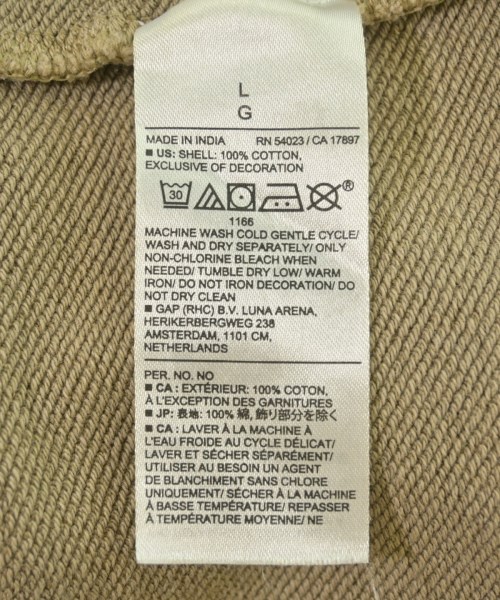 L
G
MADE IN INDIA RN 54023 / CA 17897
■ US: SHELL: 100% COTTON,
EXCLUSIVE OF DECORATION
30 ®
1166
MACHINE WASH COLD GENTLE CYCLE/
WASH AND DRY SEPARATELY/ ONLY
NON-CHLORINE BLEACH WHEN
NEEDED/ TUMBLE DRY LOW/ WARM
IRON/ DO NOT IRON DECORATION/ DO
NOT DRY CLEAN
■ GAP (RHC) B.V. LUNA ARENA,
HERIKERBERGWEG 238
AMSTERDAM, 1101 CM,
NETHERLANDS
PER. NO. NO
■ CA : EXTÉRIEUR: 100% COTON,
À L'EXCEPTION DES GARNITURES
■ JP: 表地: 100% 綿, 飾り部分を除く
■ CA : LAVER À LA MACHINE À
L'EAU FROIDE AU CYCLE DÉLICAT/
LAVER ET SÉCHER SÉPARÉMENT/
UTILISER AU BESOIN UN AGENT
DE BLANCHIMENT SANS CHLORE
UNIQUEMENT/ SÉCHER À LA MACHINE
À BASSE TEMPÉRATURE/ REPASSER
À TEMPÉRATURE MOYENNE/ NE